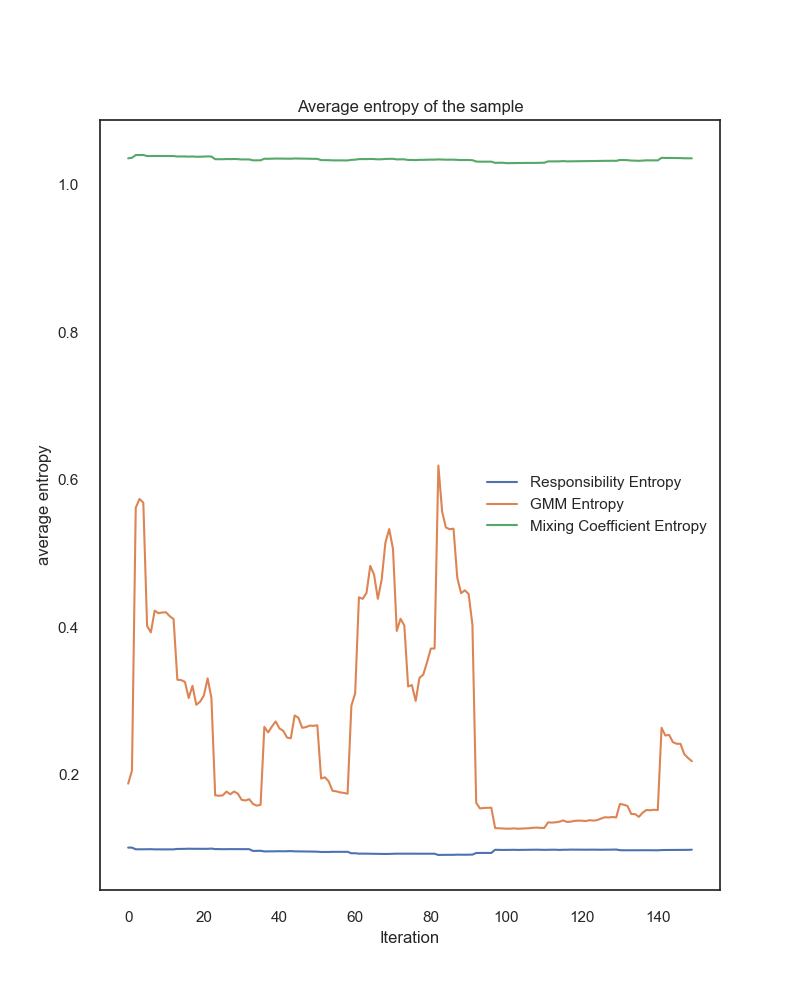 Average entropy of the sample
1.0
0.8
0.6
0.4
0.2
average entropy
Responsibility Entropy
GMM Entropy
Mixing Coefficient Entropy
0 20 40 60 80 100 120 140
Iteration